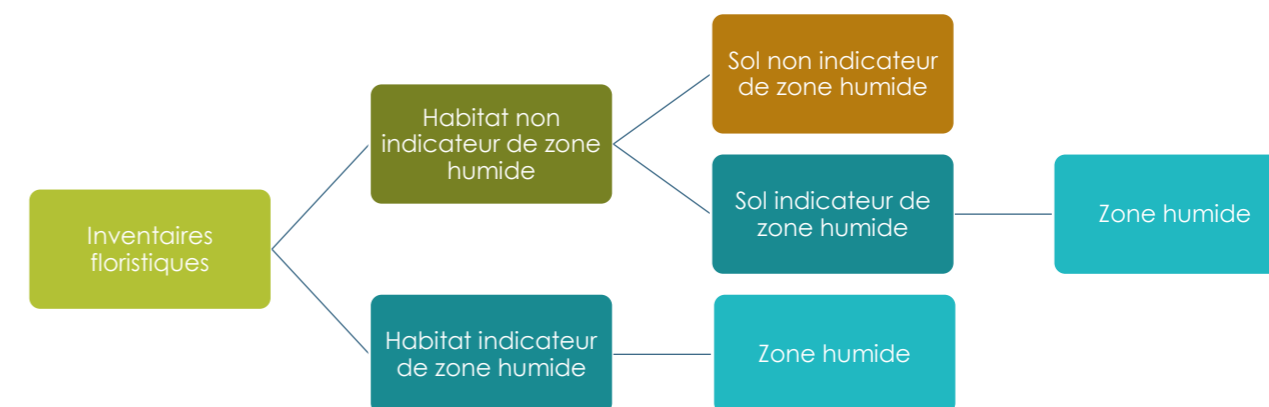 Inventaires
floristiques
Habitat non
indicateur de zone
humide
Sol non indicateur
de zone humide
Sol indicateur de
zone humide
Zone humide
Habitat indicateur
de zone humide
Zone humide